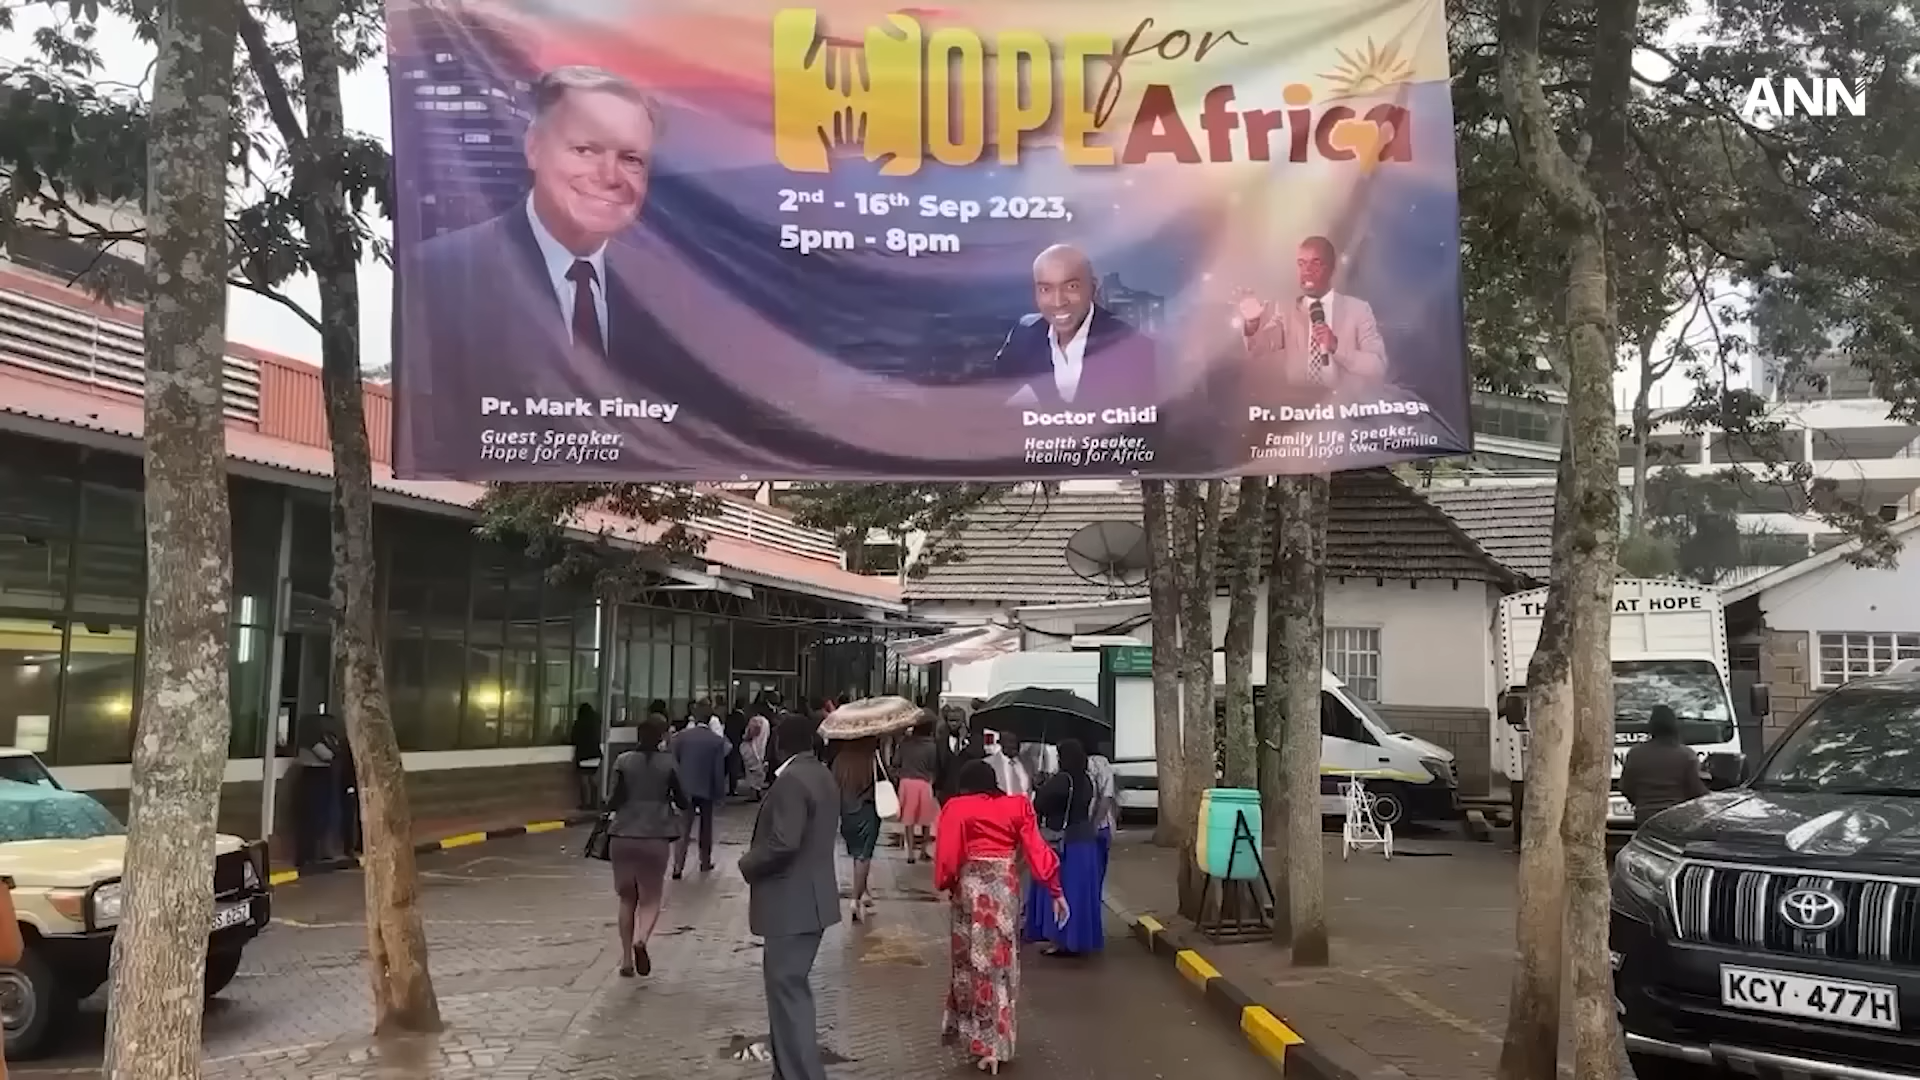 ANN
HOPE for Africa
2nd - 16th Sep 2023,
5pm - 8pm
Pr. Mark Finley
Guest Speaker,
Hope for Africa
Doctor Chidi
Health Speaker,
Healing for Africa
Pr. David Mmbaga
Family Life Speaker,
Tumaini Jipya kwa Familia
AT HOPE
KCY 477H